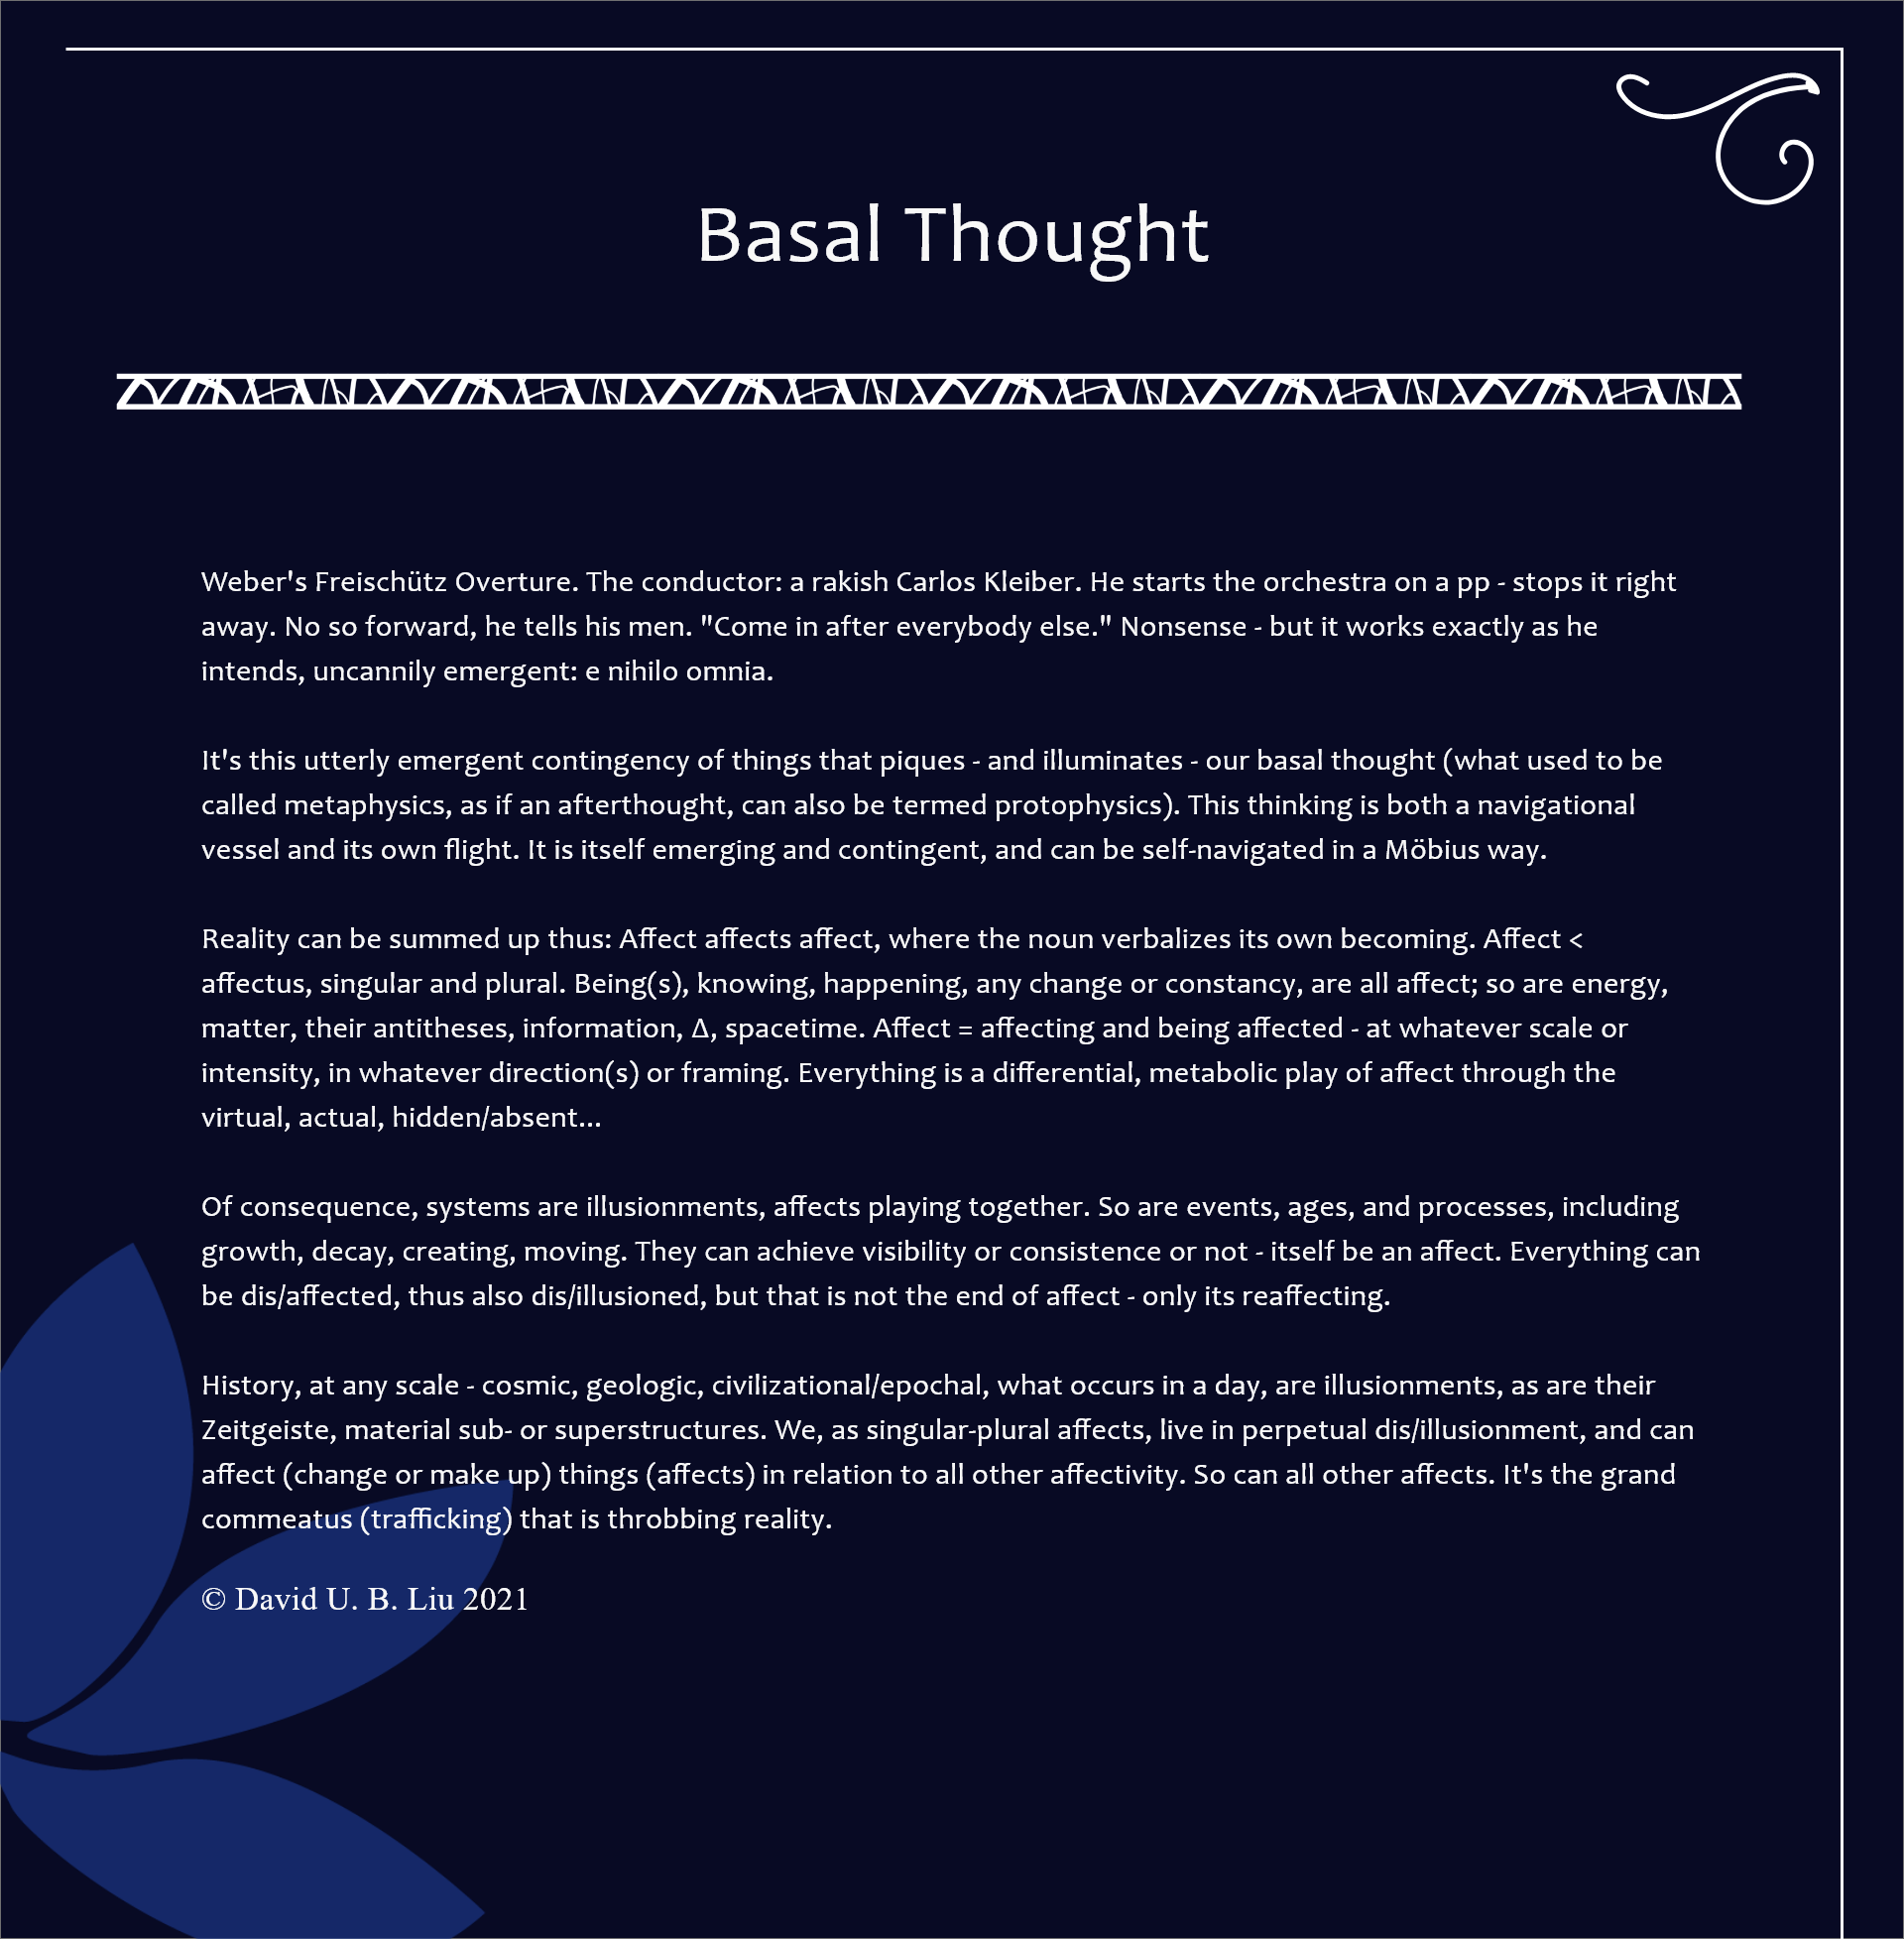 Basal Thought
Weber's Freischütz Overture. The conductor: a rakish Carlos Kleiber. He starts the orchestra on a pp - stops it right
away. No so forward, he tells his men. "Come in after everybody else." Nonsense - but it works exactly as he
intends, uncannily emergent: e nihilo omnia.
It's this utterly emergent contingency of things that piques - and illuminates - our basal thought (what used to be
called metaphysics, as if an afterthought, can also be termed protophysics). This thinking is both a navigational
vessel and its own flight. It is itself emerging and contingent, and can be self-navigated in a Möbius way.
Reality can be summed up thus: Affect affects affect, where the noun verbalizes its own becoming. Affect <
affectus, singular and plural. Being(s), knowing, happening, any change or constancy, are all affect; so are energy,
matter, their antitheses, information, Δ, spacetime. Affect = affecting and being affected - at whatever scale or
intensity, in whatever direction(s) or framing. Everything is a differential, metabolic play of affect through the
virtual, actual, hidden/absent...
Of consequence, systems are illusionments, affects playing together. So are events, ages, and processes, including
growth, decay, creating, moving. They can achieve visibility or consistence or not - itself be an affect. Everything can
be dis/affected, thus also dis/illusioned, but that is not the end of affect - only its reaffecting.
History, at any scale - cosmic, geologic, civilizational/epochal, what occurs in a day, are illusionments, as are their
Zeitgeiste, material sub- or superstructures. We, as singular-plural affects, live in perpetual dis/illusionment, and can
affect (change or make up) things (affects) in relation to all other affectivity. So can all other affects. It's the grand
commeatus (trafficking) that is throbbing reality.
© David U. B. Liu 2021